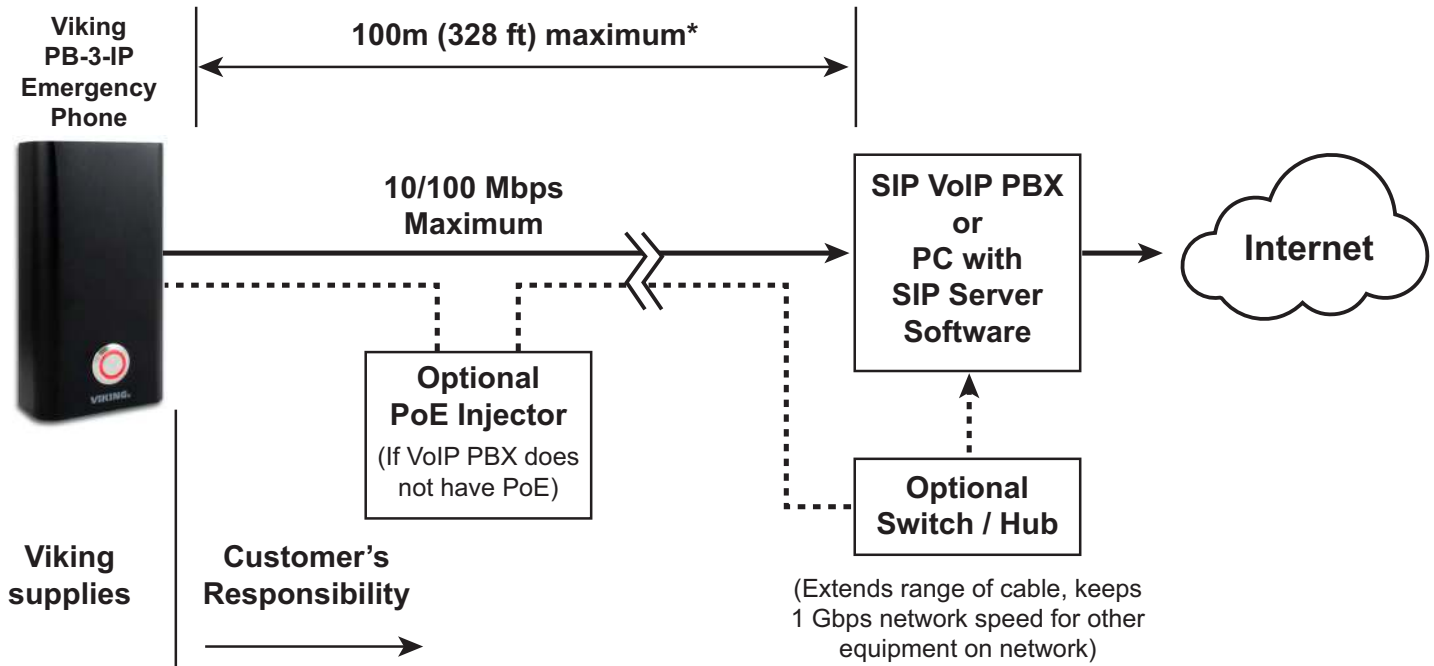 Viking
PB-3-IP
Emergency
Phone
100m (328 ft) maximum*
10/100 Mbps
Maximum
SIP VoIP PBX
or
PC with
SIP Server
Software
Internet
VIKING®
Optional
PoE Injector
(If VoIP PBX does
not have PoE)
Optional
Switch / Hub
(Extends range of cable, keeps
1 Gbps network speed for other
equipment on network)
Viking
supplies
Customer's
Responsibility